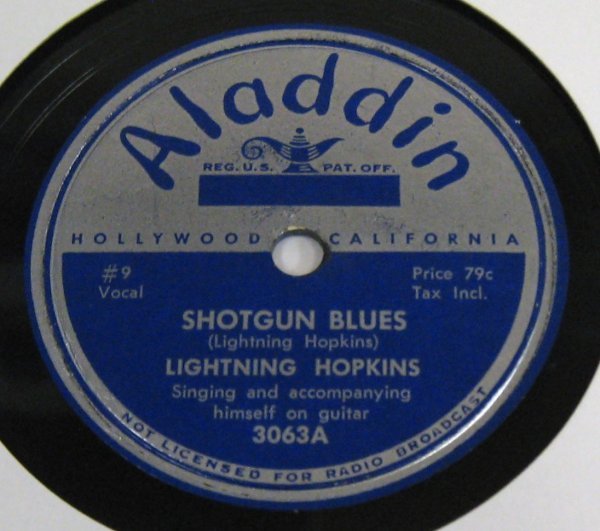 Aladdin
REG. U.S. PAT. OFF.
HOLLYWOOD CALIFORNIA
#9
Vocal
Price 79c
Tax Incl.
SHOTGUN BLUES
(Lightning Hopkins)
LIGHTNING HOPKINS
Singing and accompanying
himself on guitar
3063A
NOT LICENSED FOR RADIO BROADCAST